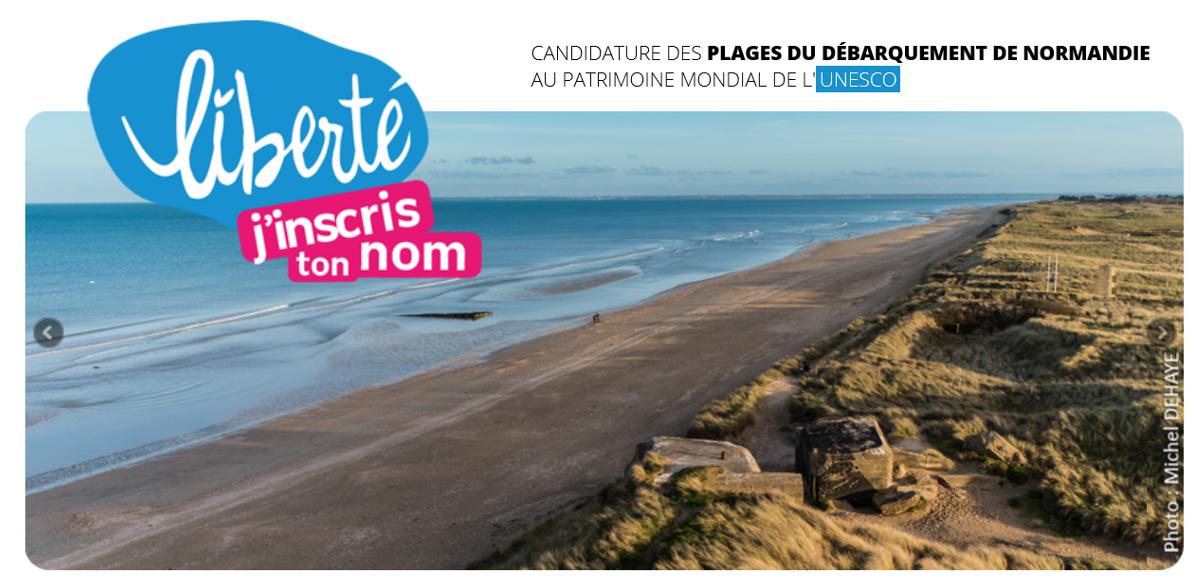 CANDIDATURE DES PLAGES DU DÉBARQUEMENT DE NORMANDIE
AU PATRIMOINE MONDIAL DE L'UNESCO
liberté
j'inscris
ton nom
Photo : Michel DEHAYE